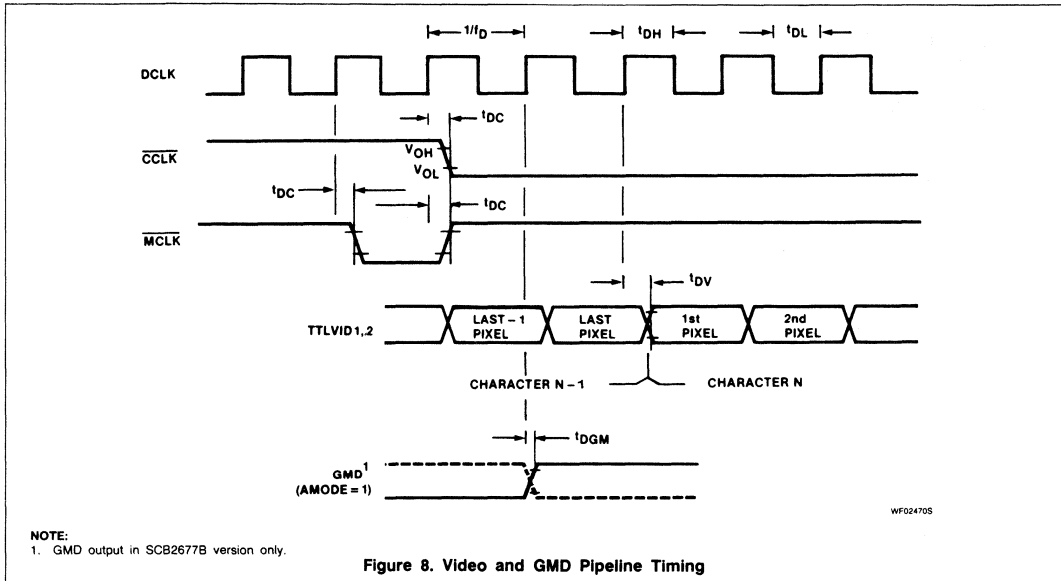 1/fD
tDH
tDL
DCLK
tDC
CCLK
VOH
VOL
tDC
tDC
MCLK
tDV
TTLVID1,.2
LAST – 1 PIXEL
LAST PIXEL
1st PIXEL
2nd PIXEL
CHARACTER N – 1
CHARACTER N
tDGM
GMD1
(AMODE = 1)
WF02470S
NOTE:
1. GMD output in SCB2677B version only.
Figure 8. Video and GMD Pipeline Timing